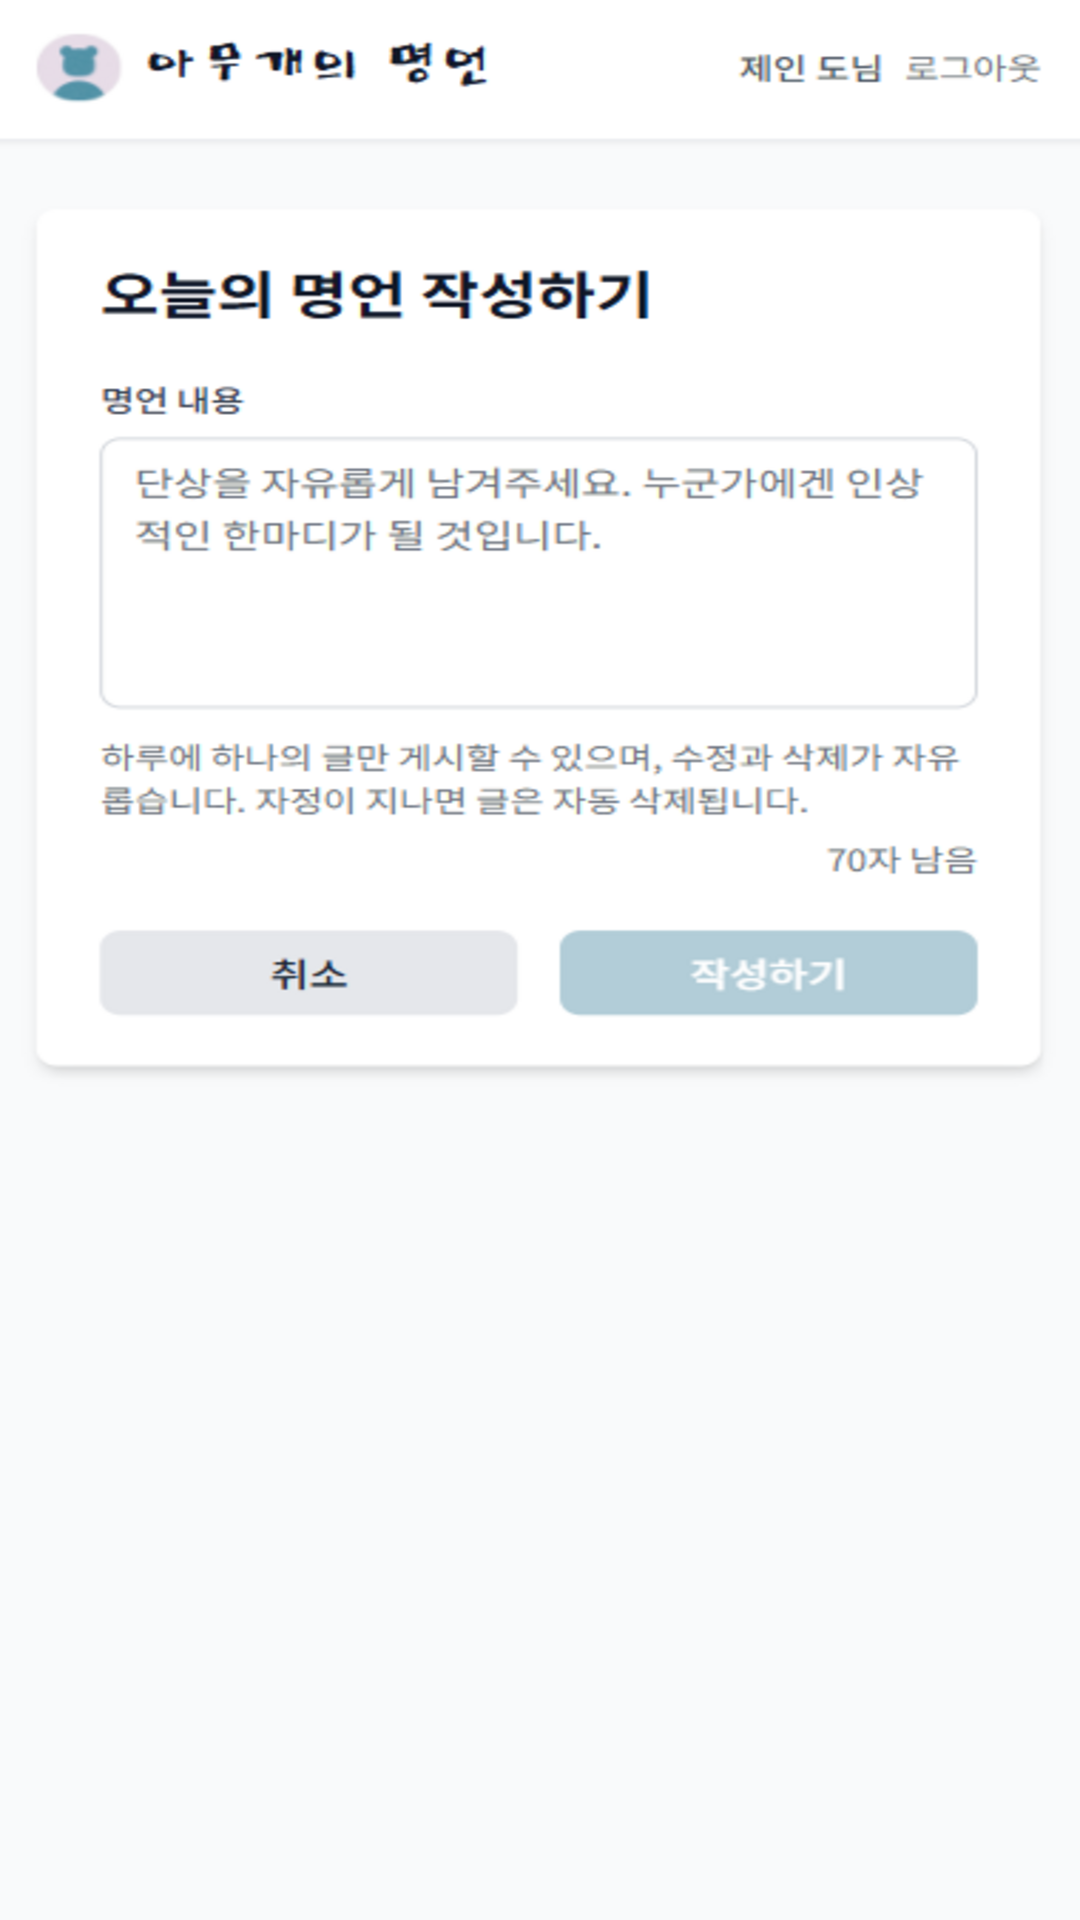 아무개의 명언
제인 도님 로그아웃
오늘의 명언 작성하기
명언 내용
단상을 자유롭게 남겨주세요. 누군가에겐 인상
적인 한마디가 될 것입니다.
하루에 하나의 글만 게시할 수 있으며, 수정과 삭제가 자유
롭습니다. 자정이 지나면 글은 자동 삭제됩니다.
70자 남음
취소
작성하기